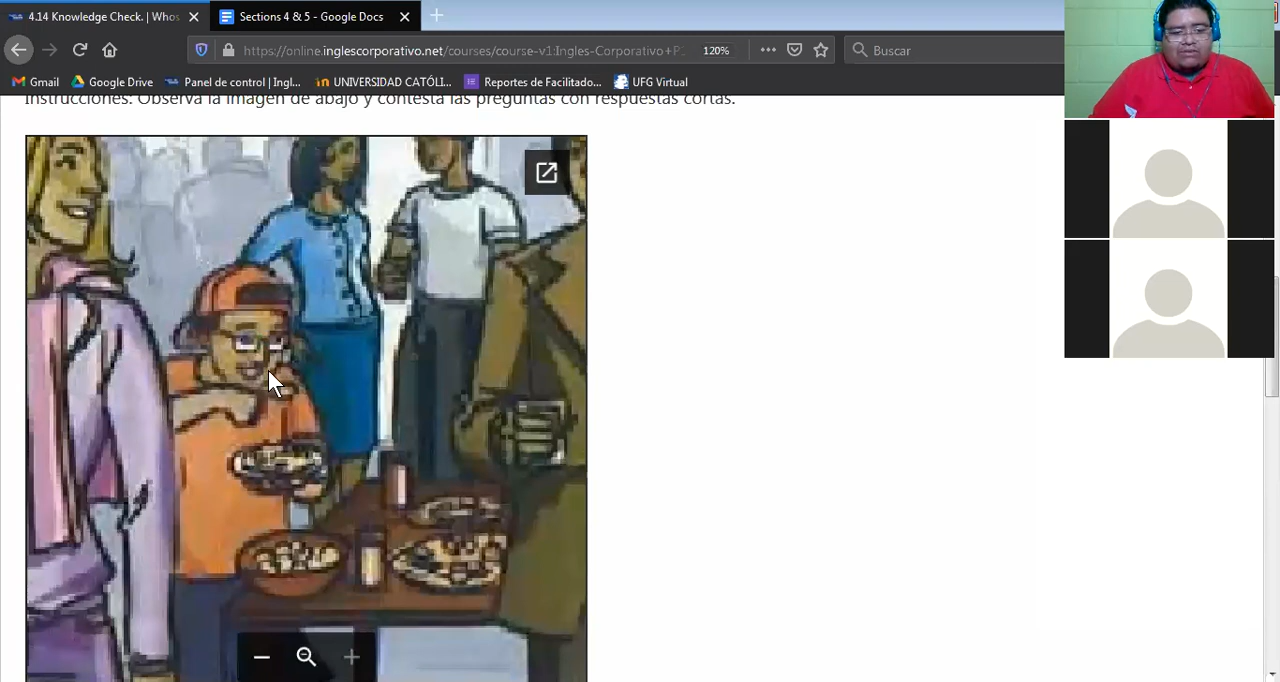 4.14 Knowledge Check. | Whos
Sections 4 & 5 - Google Docs
https://online.inglescorporativo.net/courses/course-v1:Ingles-Corporativo+P
120%
Buscar
Gmail
Google Drive
Panel de control | Ingl...
UNIVERSIDAD CATÓLI...
Reportes de Facilitado...
UFG Virtual
Instrucciones: Observa la imagen de abajo y contesta las preguntas con respuestas cortas.